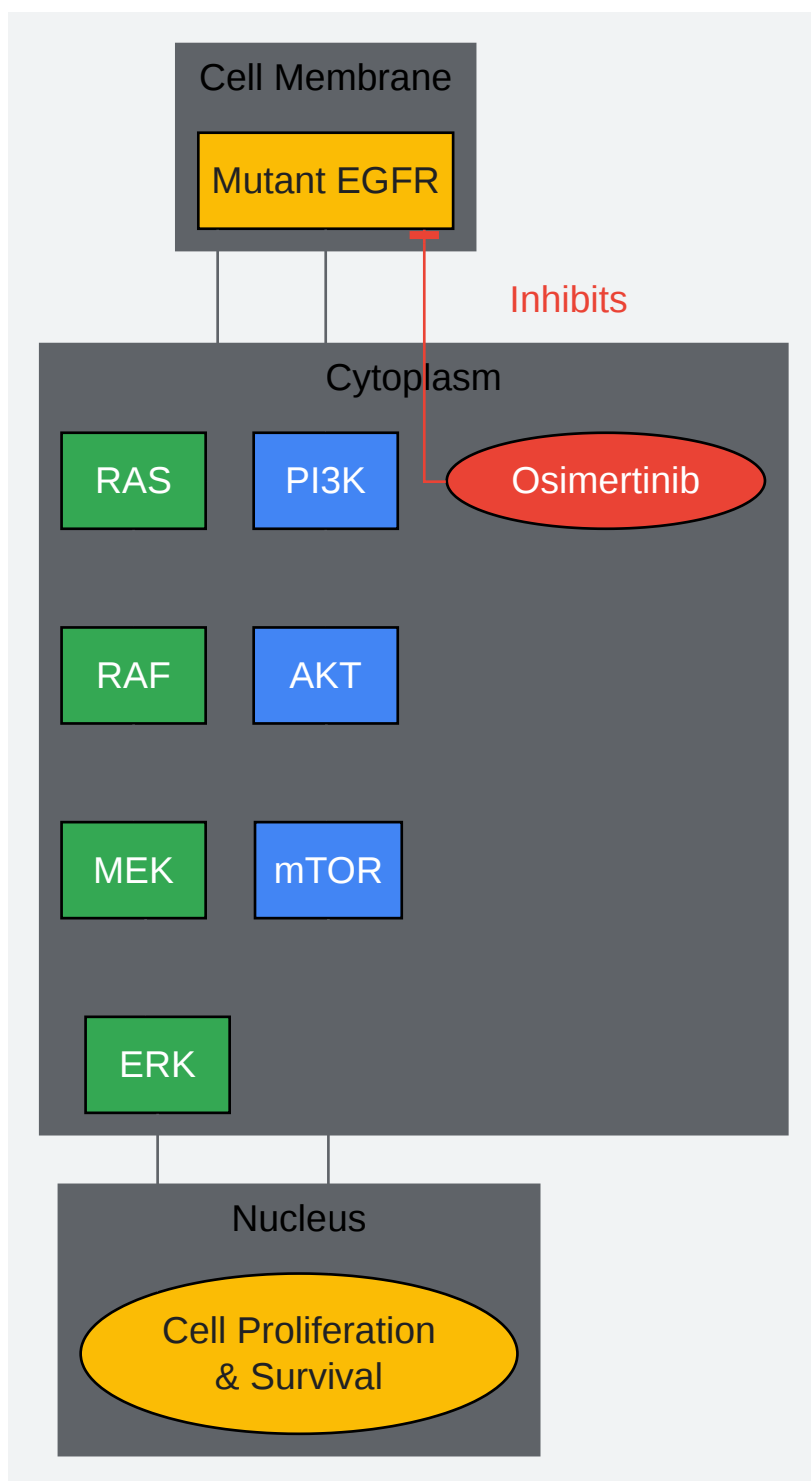 Cell Membrane
Mutant EGFR
Inhibits
Cytoplasm
RAS
PI3K
Osimertinib
RAF
AKT
MEK
mTOR
ERK
Nucleus
Cell Proliferation
& Survival